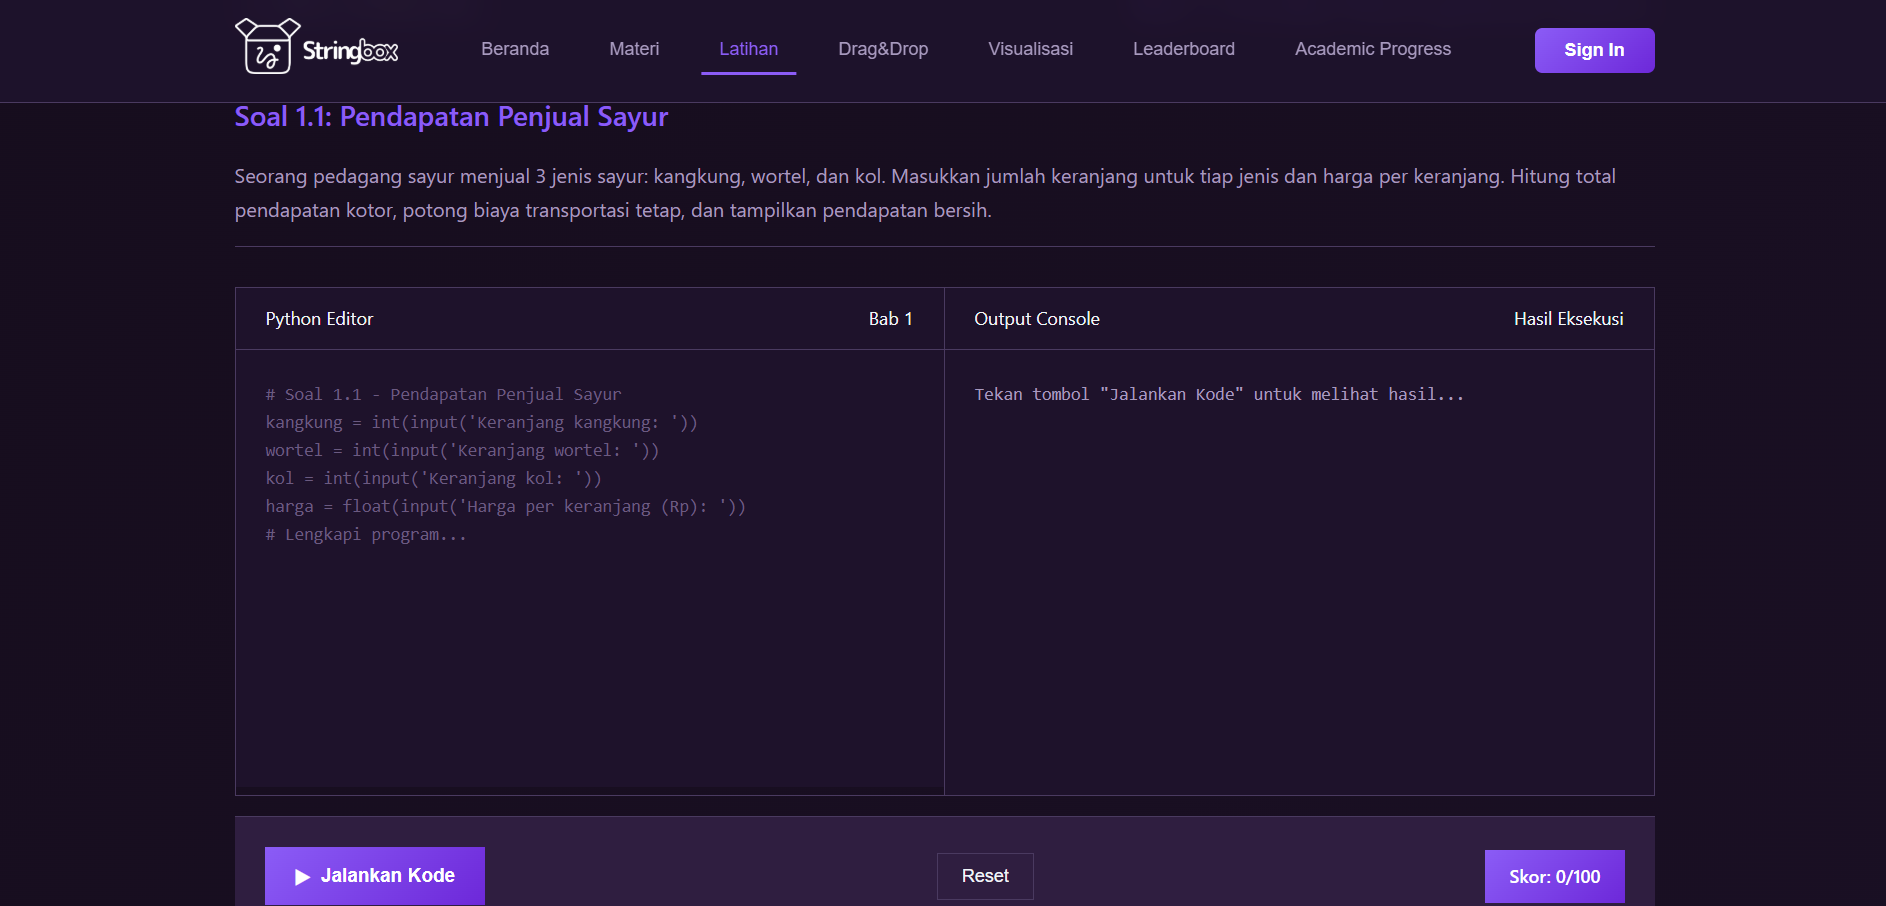 Stringbox
Beranda
Materi
Latihan
Drag&Drop
Visualisasi
Leaderboard
Academic Progress
Sign In
Soal 1.1: Pendapatan Penjual Sayur
Seorang pedagang sayur menjual 3 jenis sayur: kangkung, wortel, dan kol. Masukkan jumlah keranjang untuk tiap jenis dan harga per keranjang. Hitung total
pendapatan kotor, potong biaya transportasi tetap, dan tampilkan pendapatan bersih.
Python Editor
Bab 1
# Soal 1.1 - Pendapatan Penjual Sayur
kangkung = int(input('Keranjang kangkung: '))
wortel = int(input('Keranjang wortel: '))
kol = int(input('Keranjang kol: '))
harga = float(input('Harga per keranjang (Rp): '))
# Lengkapi program...
Output Console
Hasil Eksekusi
Tekan tombol "Jalankan Kode" untuk melihat hasil...
Jalankan Kode
Reset
Skor: 0/100